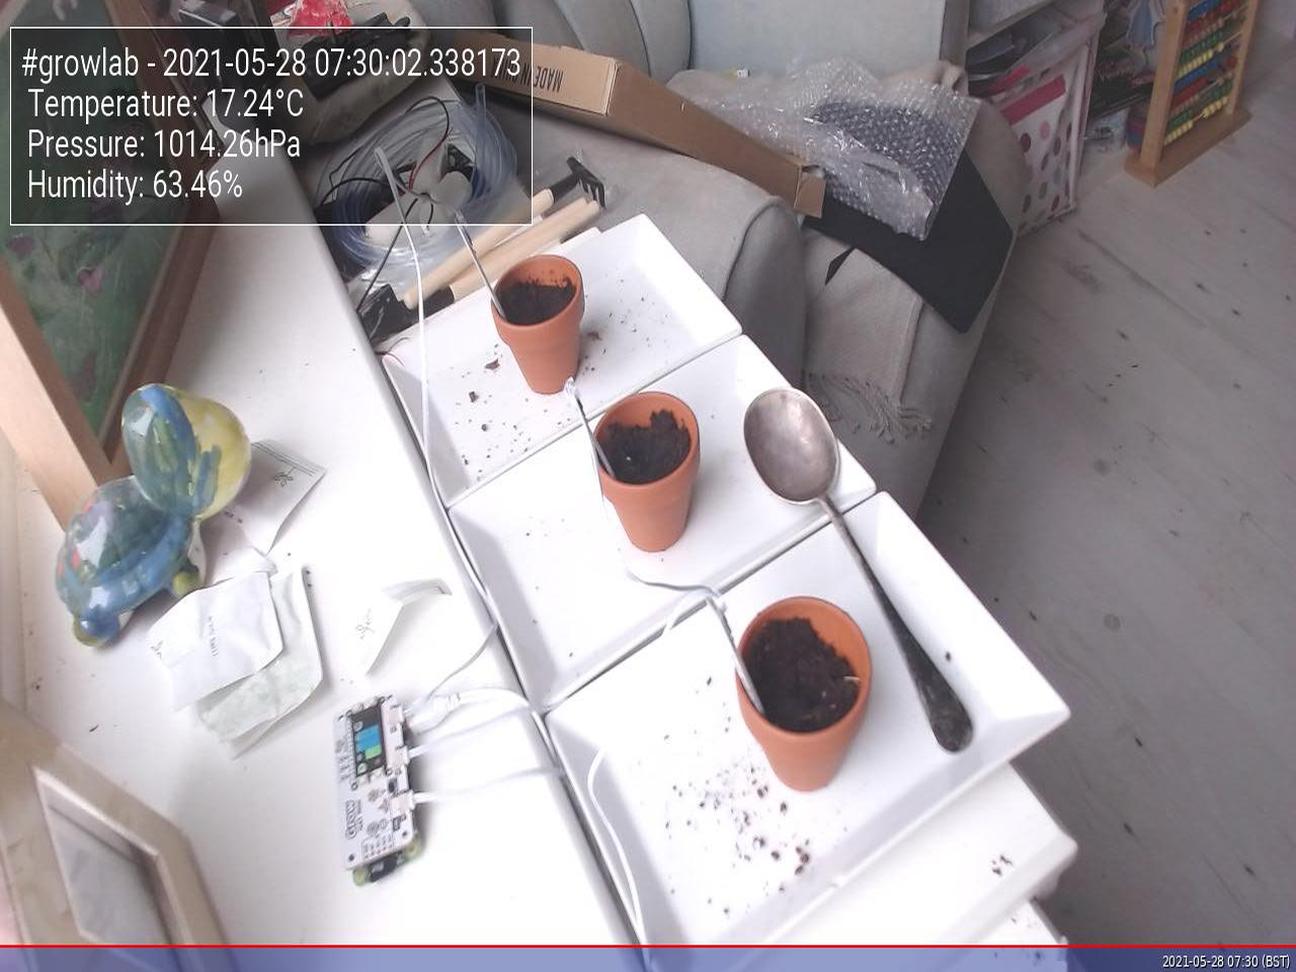 #growlab - 2021-05-28 07:30:02.338173
Temperature: 17.24°C
Pressure: 1014.26hPa
Humidity: 63.46%
MADE IN
2021-05-28 07:30 (BST)